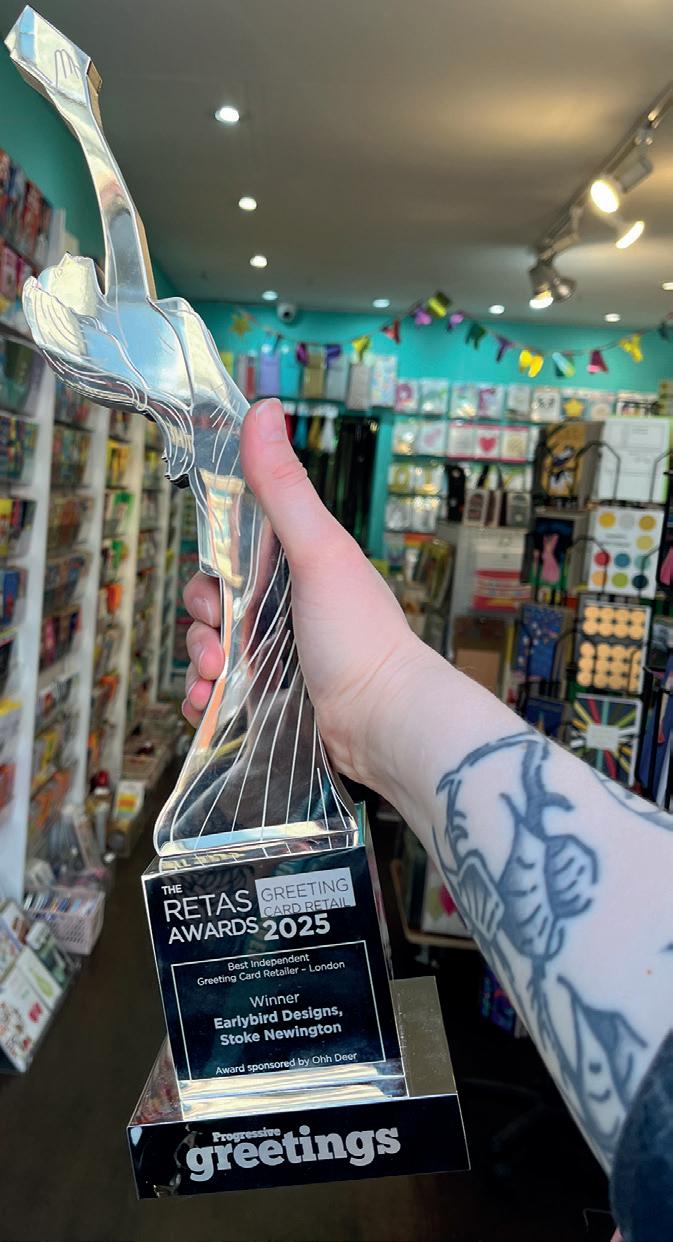 THE
RETAS GREETING
CARD RETAIL
AWARDS 2025
Best Independent
Greeting Card Retailer – London
Winner
Earlybird Designs,
Stoke Newington
Award sponsored by Ohh Deer
Progressive
greetings